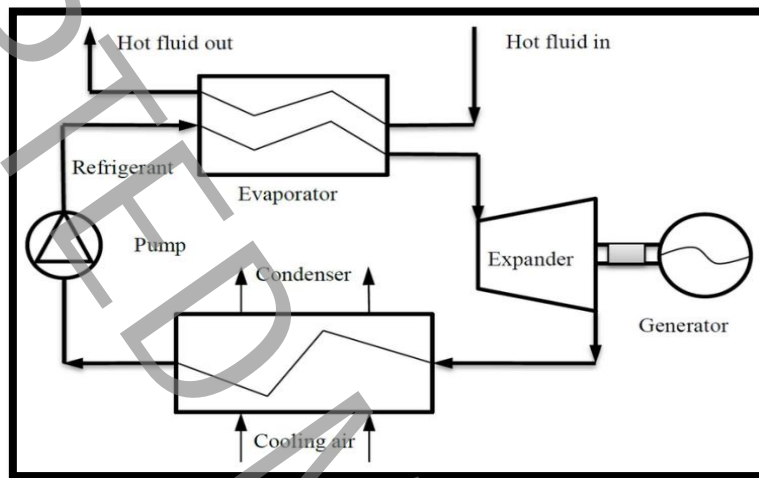 Hot fluid out
Hot fluid in
Refrigerant
Evaporator
Pump
Expander
Condenser
Generator
Cooling air